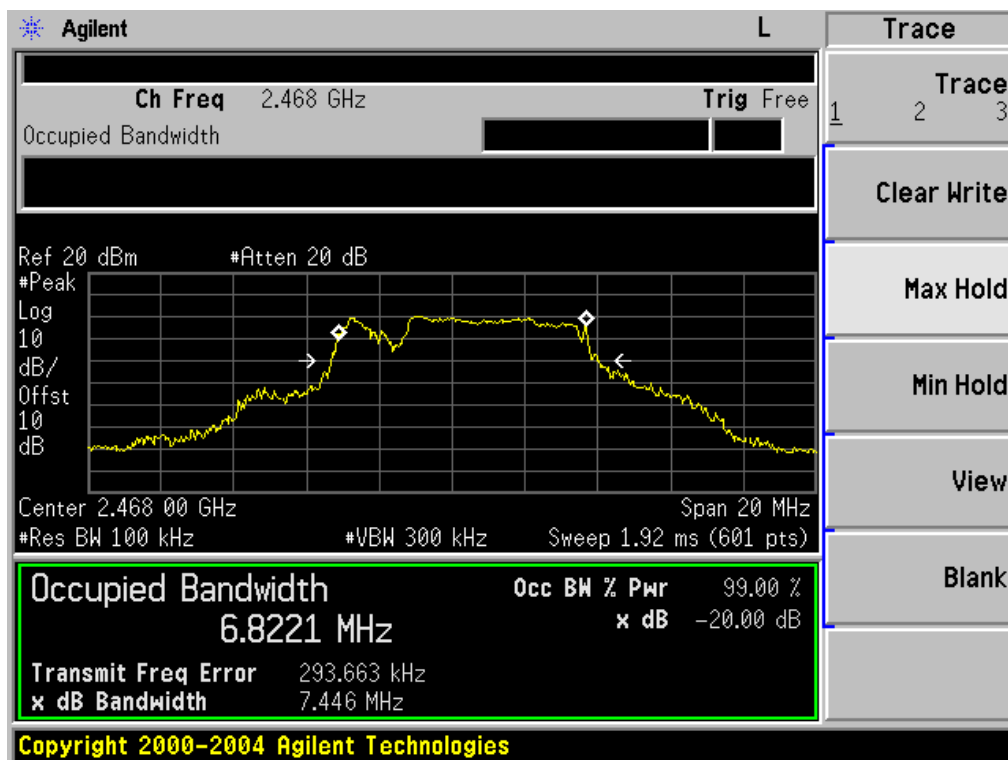 Agilent L Trace
Ch Freq 2.468 GHz Trig Free
Occupied Bandwidth
Trace
1 2 3
Clear Write
Max Hold
Min Hold
View
Blank
Ref 20 dBm #Atten 20 dB
#Peak
Log
10
dB/
Offst
10
dB
Center 2.468 00 GHz Span 20 MHz
#Res BW 100 kHz #VBW 300 kHz Sweep 1.92 ms (601 pts)
Occupied Bandwidth Occ BW % Pwr 99.00 %
6.8221 MHz x dB -20.00 dB
Transmit Freq Error 293.663 kHz
x dB Bandwidth 7.446 MHz
Copyright 2000-2004 Agilent Technologies